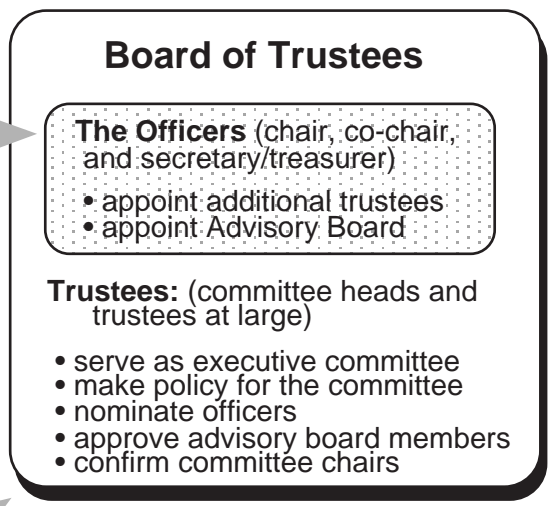 Board of Trustees
The Officers (chair, co-chair,
and secretary/treasurer)
• appoint additional trustees
• appoint Advisory Board
Trustees: (committee heads and
trustees at large)
• serve as executive committee
• make policy for the committee
• nominate officers
• approve advisory board members
• confirm committee chairs